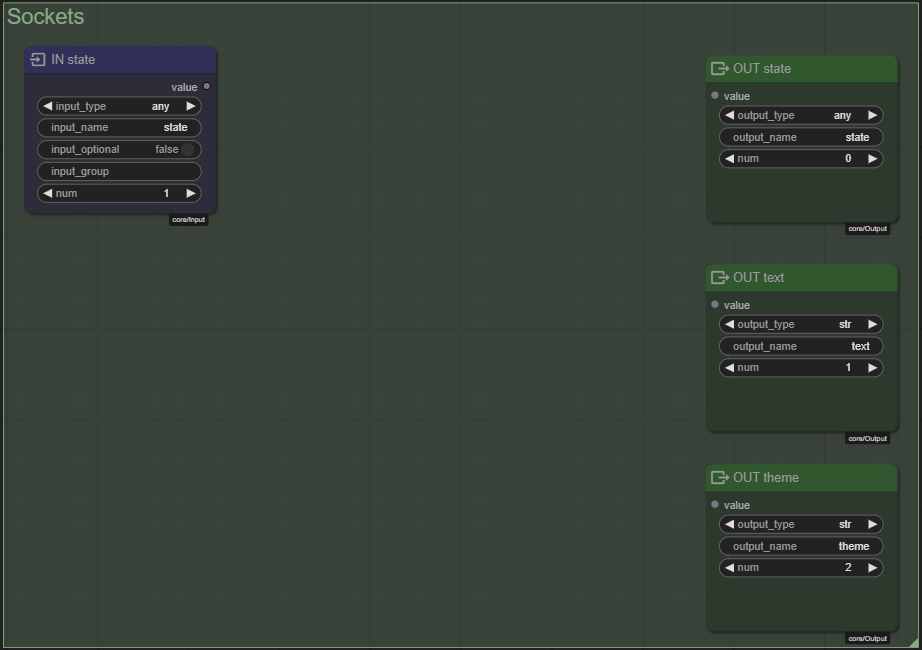 Sockets
IN state
value
input_type any
input_name state
input_optional false
input_group
num 1
core/Input
OUT state
value
output_type any
output_name state
num 0
core/Output
OUT text
value
output_type str
output_name text
num 1
core/Output
OUT theme
value
output_type str
output_name theme
num 2
core/Output